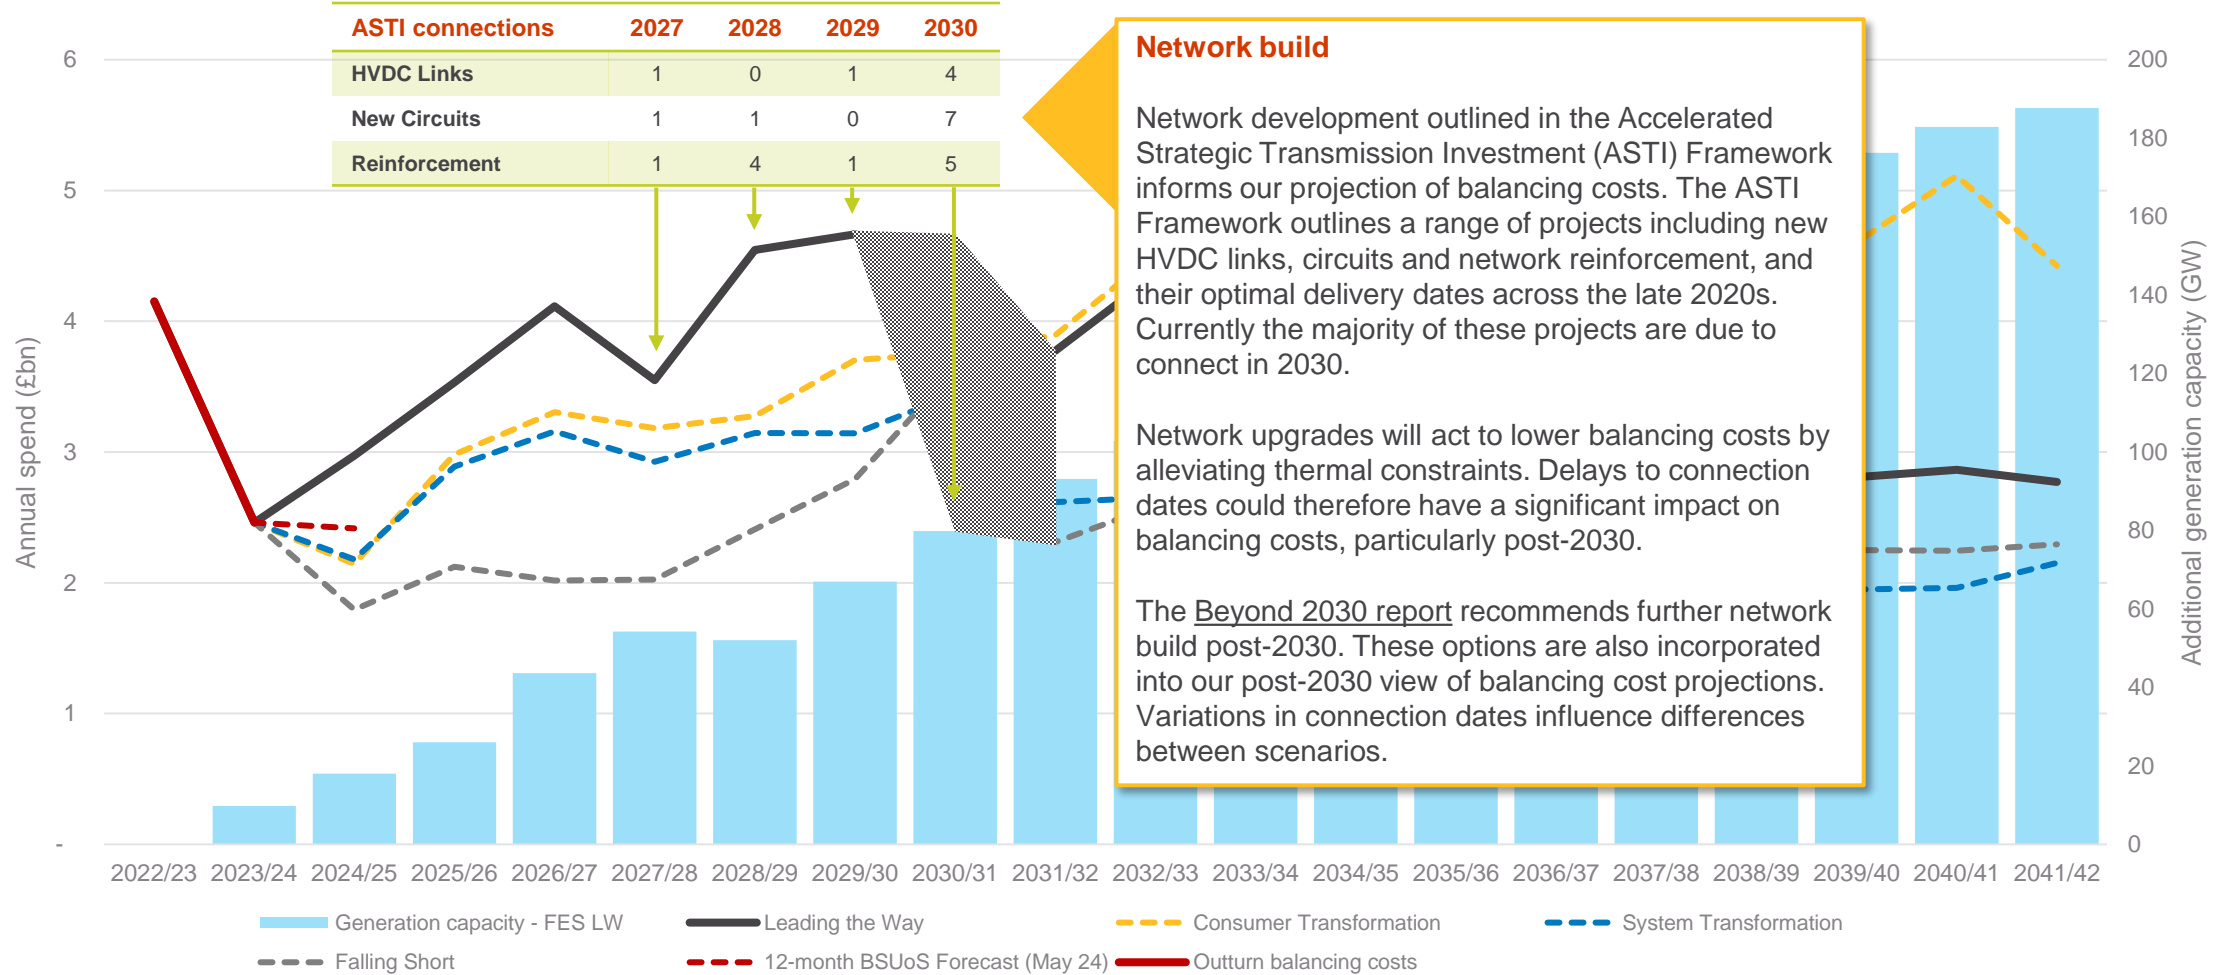 ASTI connections 2027 2028 2029 2030
HVDC Links 1 0 1 4
New Circuits 1 1 0 7
Reinforcement 1 4 1 5
Network build
Network development outlined in the Accelerated
Strategic Transmission Investment (ASTI) Framework
informs our projection of balancing costs. The ASTI
Framework outlines a range of projects including new
HVDC links, circuits and network reinforcement, and
their optimal delivery dates across the late 2020s.
Currently the majority of these projects are due to
connect in 2030.
Network upgrades will act to lower balancing costs by
alleviating thermal constraints. Delays to connection
dates could therefore have a significant impact on
balancing costs, particularly post-2030.
The Beyond 2030 report recommends further network
build post-2030. These options are also incorporated
into our post-2030 view of balancing cost projections.
Variations in connection dates influence differences
between scenarios.
Annual spend (£bn)
6
5
4
3
2
1
-
Additional generation capacity (GW)
200
180
160
140
120
100
80
60
40
20
0
2022/23 2023/24 2024/25 2025/26 2026/27 2027/28 2028/29 2029/30 2030/31 2031/32 2032/33 2033/34 2034/35 2035/36 2036/37 2037/38 2038/39 2039/40 2040/41 2041/42
Generation capacity - FES LW Leading the Way Consumer Transformation System Transformation
Falling Short 12-month BSUoS Forecast (May 24) Outturn balancing costs